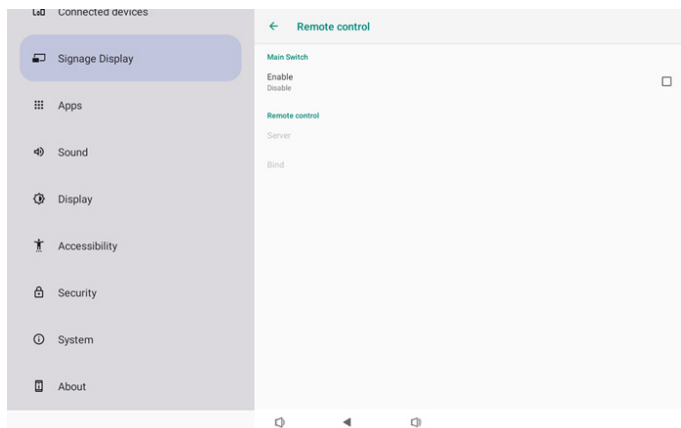 Connected devices
Signage Display
Apps
Sound
Display
Accessibility
Security
System
About
Remote control
Main Switch
Enable
Disable
Remote control
Server
Bind